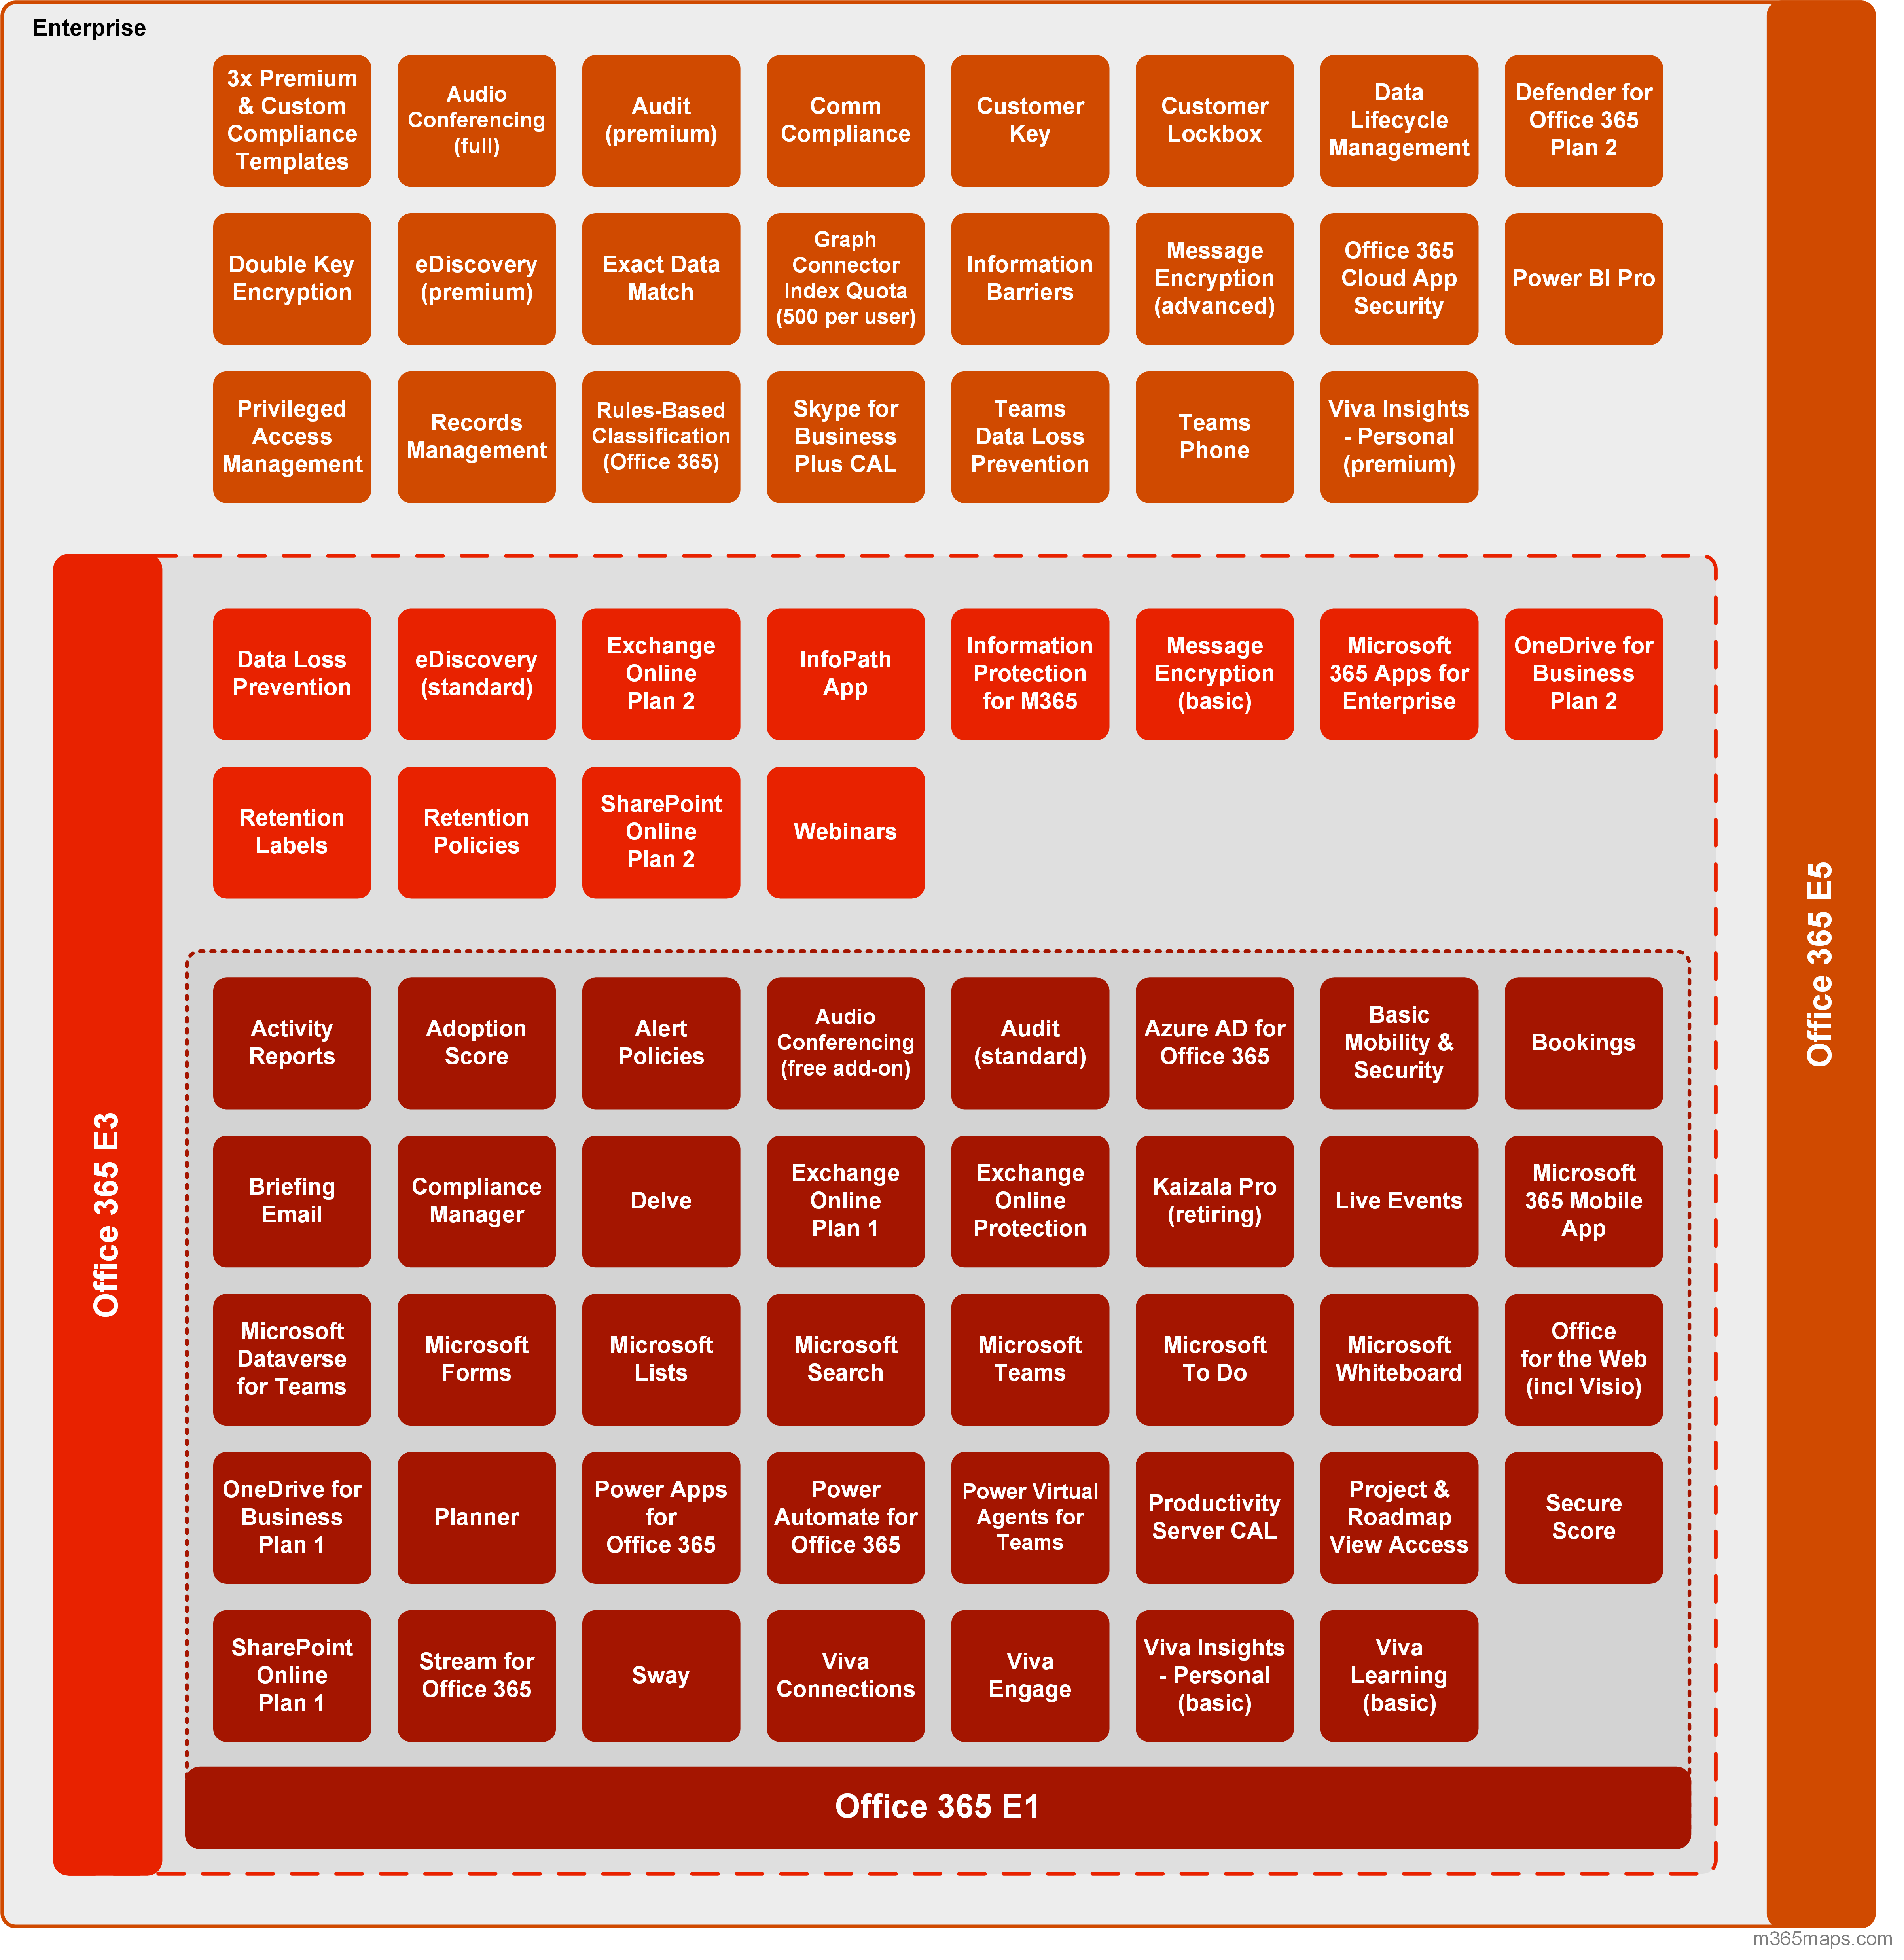 Enterprise
3x Premium
& Custom
Compliance
Templates
Audio
Conferencing
(full)
Audit
(premium)
Comm
Compliance
Customer
Key
Customer
Lockbox
Data
Lifecycle
Management
Defender for
Office 365
Plan 2
Double Key
Encryption
eDiscovery
(premium)
Exact Data
Match
Graph
Connector
Index Quota
(500 per user)
Information
Barriers
Message
Encryption
(advanced)
Office 365
Cloud App
Security
Power BI Pro
Privileged
Access
Management
Records
Management
Rules-Based
Classification
(Office 365)
Skype for
Business
Plus CAL
Teams
Data Loss
Prevention
Teams
Phone
Viva Insights
- Personal
(premium)
Office 365 E5
Office 365 E3
Data Loss
Prevention
eDiscovery
(standard)
Exchange
Online
Plan 2
InfoPath
App
Information
Protection
for M365
Message
Encryption
(basic)
Microsoft
365 Apps for
Enterprise
OneDrive for
Business
Plan 2
Retention
Labels
Retention
Policies
SharePoint
Online
Plan 2
Webinars
Activity
Reports
Adoption
Score
Alert
Policies
Audio
Conferencing
(free add-on)
Audit
(standard)
Azure AD for
Office 365
Basic
Mobility &
Security
Bookings
Briefing
Email
Compliance
Manager
Delve
Exchange
Online
Plan 1
Exchange
Online
Protection
Kaizala Pro
(retiring)
Live Events
Microsoft
365 Mobile
App
Microsoft
Dataverse
for Teams
Microsoft
Forms
Microsoft
Lists
Microsoft
Search
Microsoft
Teams
Microsoft
To Do
Microsoft
Whiteboard
Office
for the Web
(incl Visio)
OneDrive for
Business
Plan 1
Planner
Power Apps
for
Office 365
Power
Automate for
Office 365
Power Virtual
Agents for
Teams
Productivity
Server CAL
Project &
Roadmap
View Access
Secure
Score
SharePoint
Online
Plan 1
Stream for
Office 365
Sway
Viva
Connections
Viva
Engage
Viva Insights
- Personal
(basic)
Viva
Learning
(basic)
Office 365 E1
m365maps.com